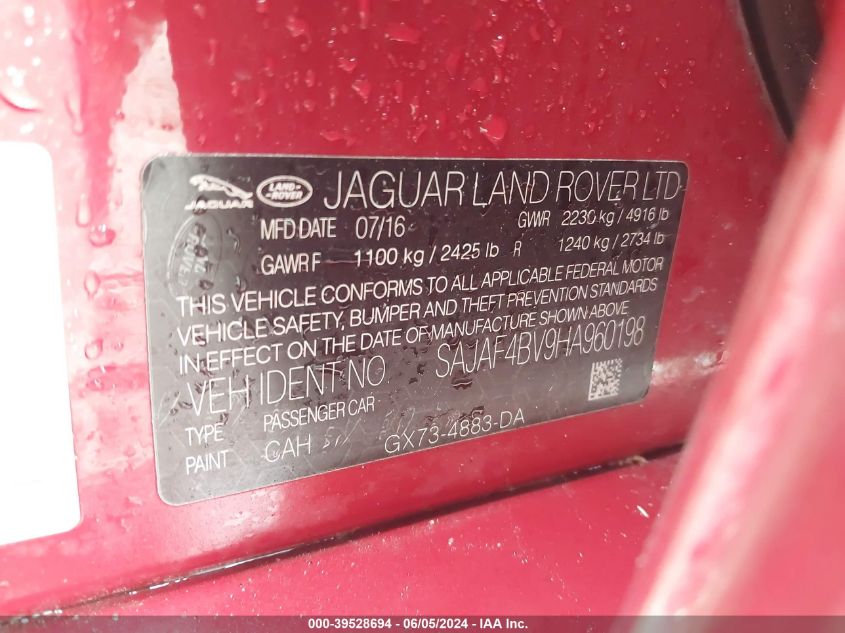 JAGUAR
LAND-
ROVER
JAGUAR LAND ROVER LTD
MFD DATE 07/16 GWR 2230 kg / 4916 lb
GAWR F 1100 kg / 2425 lb R 1240 kg / 2734 lb
THIS VEHICLE CONFORMS TO ALL APPLICABLE FEDERAL MOTOR
VEHICLE SAFETY, BUMPER AND THEFT PREVENTION STANDARDS
IN EFFECT ON THE DATE OF MANUFACTURE SHOWN ABOVE
VEH IDENT NO SAJAF4BV9HA960198
TYPE PASSENGER CAR
PAINT CAH GX73-4883-DA
000-39528694 - 06/05/2024 - IAA Inc.